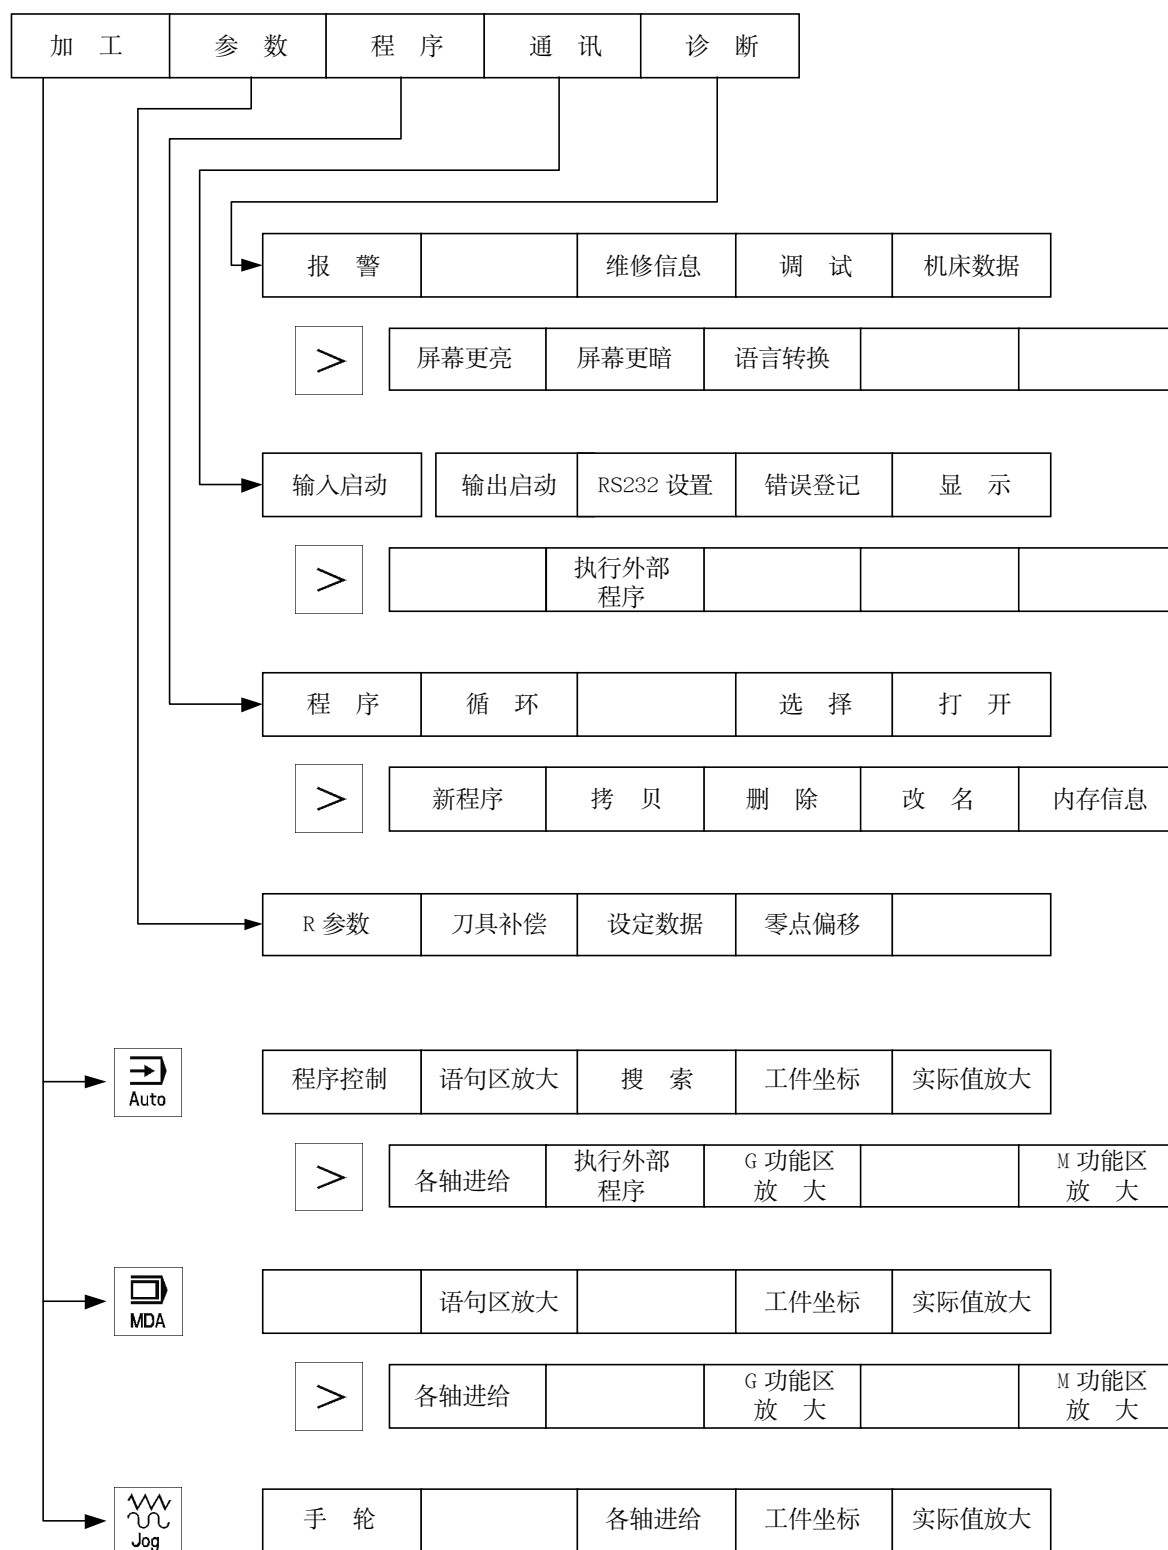 加 工 参 数 程 序 通 讯 诊 断
报 警 维修信息 调 试 机床数据
> 屏幕更亮 屏幕更暗 语言转换
输入启动 输出启动 RS232 设置 错误登记 显 示
> 执行外部
程序
程 序 循 环 选 择 打 开
> 新程序 拷 贝 删 除 改 名 内存信息
R 参数 刀具补偿 设定数据 零点偏移
Auto 程序控制 语句区放大 搜 索 工件坐标 实际值放大
> 各轴进给 执行外部 G 功能区 M 功能区
程序 放 大 放 大
MDA 语句区放大 工件坐标 实际值放大
> 各轴进给 G 功能区 M 功能区
放 大 放 大
Jog 手 轮 各轴进给 工件坐标 实际值放大